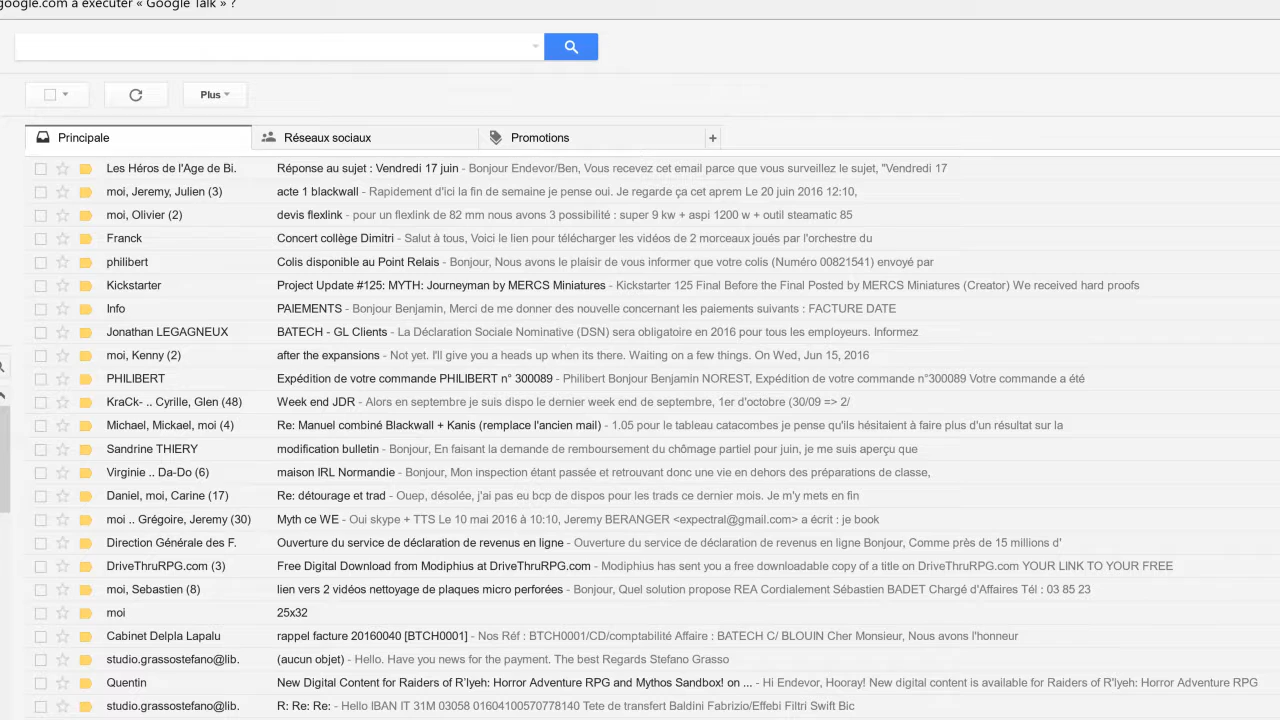 google.com à exécuter « Google Talk » ?
Plus
Principale Réseaux sociaux Promotions +
Les Héros de l'Age de Bi. Réponse au sujet : Vendredi 17 juin - Bonjour Endevor/Ben, Vous recevez cet email parce que vous surveillez le sujet, "Vendredi 17
moi, Jeremy, Julien (3) acte 1 blackwall - Rapidement d'ici la fin de semaine je pense oui. Je regarde ça cet aprem Le 20 juin 2016 12:10,
moi, Olivier (2) devis flexlink - pour un flexlink de 82 mm nous avons 3 possibilité : super 9 kw + aspi 1200 w + outil steamatic 85
Franck Concert collège Dimitri - Salut à tous, Voici le lien pour télécharger les vidéos de 2 morceaux joués par l'orchestre du
philibert Colis disponible au Point Relais - Bonjour, Nous avons le plaisir de vous informer que votre colis (Numéro 00821541) envoyé par
Kickstarter Project Update #125: MYTH: Journeyman by MERCS Miniatures - Kickstarter 125 Final Before the Final Posted by MERCS Miniatures (Creator) We received hard proofs
Info PAIEMENTS - Bonjour Benjamin, Merci de me donner des nouvelle concernant les paiements suivants : FACTURE DATE
Jonathan LEGAGNEUX BATECH - GL Clients - La Déclaration Sociale Nominative (DSN) sera obligatoire en 2016 pour tous les employeurs. Informez
moi, Kenny (2) after the expansions - Not yet. I'll give you a heads up when its there. Waiting on a few things. On Wed, Jun 15, 2016
PHILIBERT Expédition de votre commande PHILIBERT n° 300089 - Philibert Bonjour Benjamin NOREST, Expédition de votre commande n°300089 Votre commande a été
KraCk- .. Cyrille, Glen (48) Week end JDR - Alors en septembre je suis dispo le dernier week end de septembre, 1er d'octobre (30/09 => 2/
Michael, Mickael, moi (4) Re: Manuel combiné Blackwall + Kanis (remplace l'ancien mail) - 1.05 pour le tableau catacombes je pense qu'ils hésitaient à faire plus d'un résultat sur la
Sandrine THIERY modification bulletin - Bonjour, En faisant la demande de remboursement du chômage partiel pour juin, je me suis aperçu que
Virginie .. Da-Do (6) maison IRL Normandie - Bonjour, Mon inspection étant passée et retrouvant donc une vie en dehors des préparations de classe,
Daniel, moi, Carine (17) Re: détourage et trad - Ouep, désolée, j'ai pas eu bcp de dispos pour les trads ce dernier mois. Je m'y mets en fin
moi .. Grégoire, Jeremy (30) Myth ce WE - Oui skype + TTS Le 10 mai 2016 à 10:10, Jeremy BERANGER <expectral@gmail.com> a écrit : je book
Direction Générale des F. Ouverture du service de déclaration de revenus en ligne - Ouverture du service de déclaration de revenus en ligne Bonjour, Comme près de 15 millions d'
DriveThruRPG.com (3) Free Digital Download from Modiphius at DriveThruRPG.com - Modiphius has sent you a free downloadable copy of a title on DriveThruRPG.com YOUR LINK TO YOUR FREE
moi, Sebastien (8) lien vers 2 vidéos nettoyage de plaques micro perforées - Bonjour, Quel solution propose REA Cordialement Sébastien BADET Chargé d'Affaires Tél : 03 85 23
moi 25x32
Cabinet Delpla Lapalu rappel facture 20160040 [BTCH0001] - Nos Réf : BTCH0001/CD/comptabilité Affaire : BATECH C/ BLOUIN Cher Monsieur, Nous avons l'honneur
studio.grassostefano@lib. (aucun objet) - Hello. Have you news for the payment. The best Regards Stefano Grasso
Quentin New Digital Content for Raiders of R'lyeh: Horror Adventure RPG and Mythos Sandbox! on ... - Hi Endevor, Hooray! New digital content is available for Raiders of R'lyeh: Horror Adventure RPG
studio.grassostefano@lib. R: Re: Re: - Hello IBAN IT 31M 03058 01604100570778140 Tete de transfert Baldini Fabrizio/Effebi Filtri Swift Bic